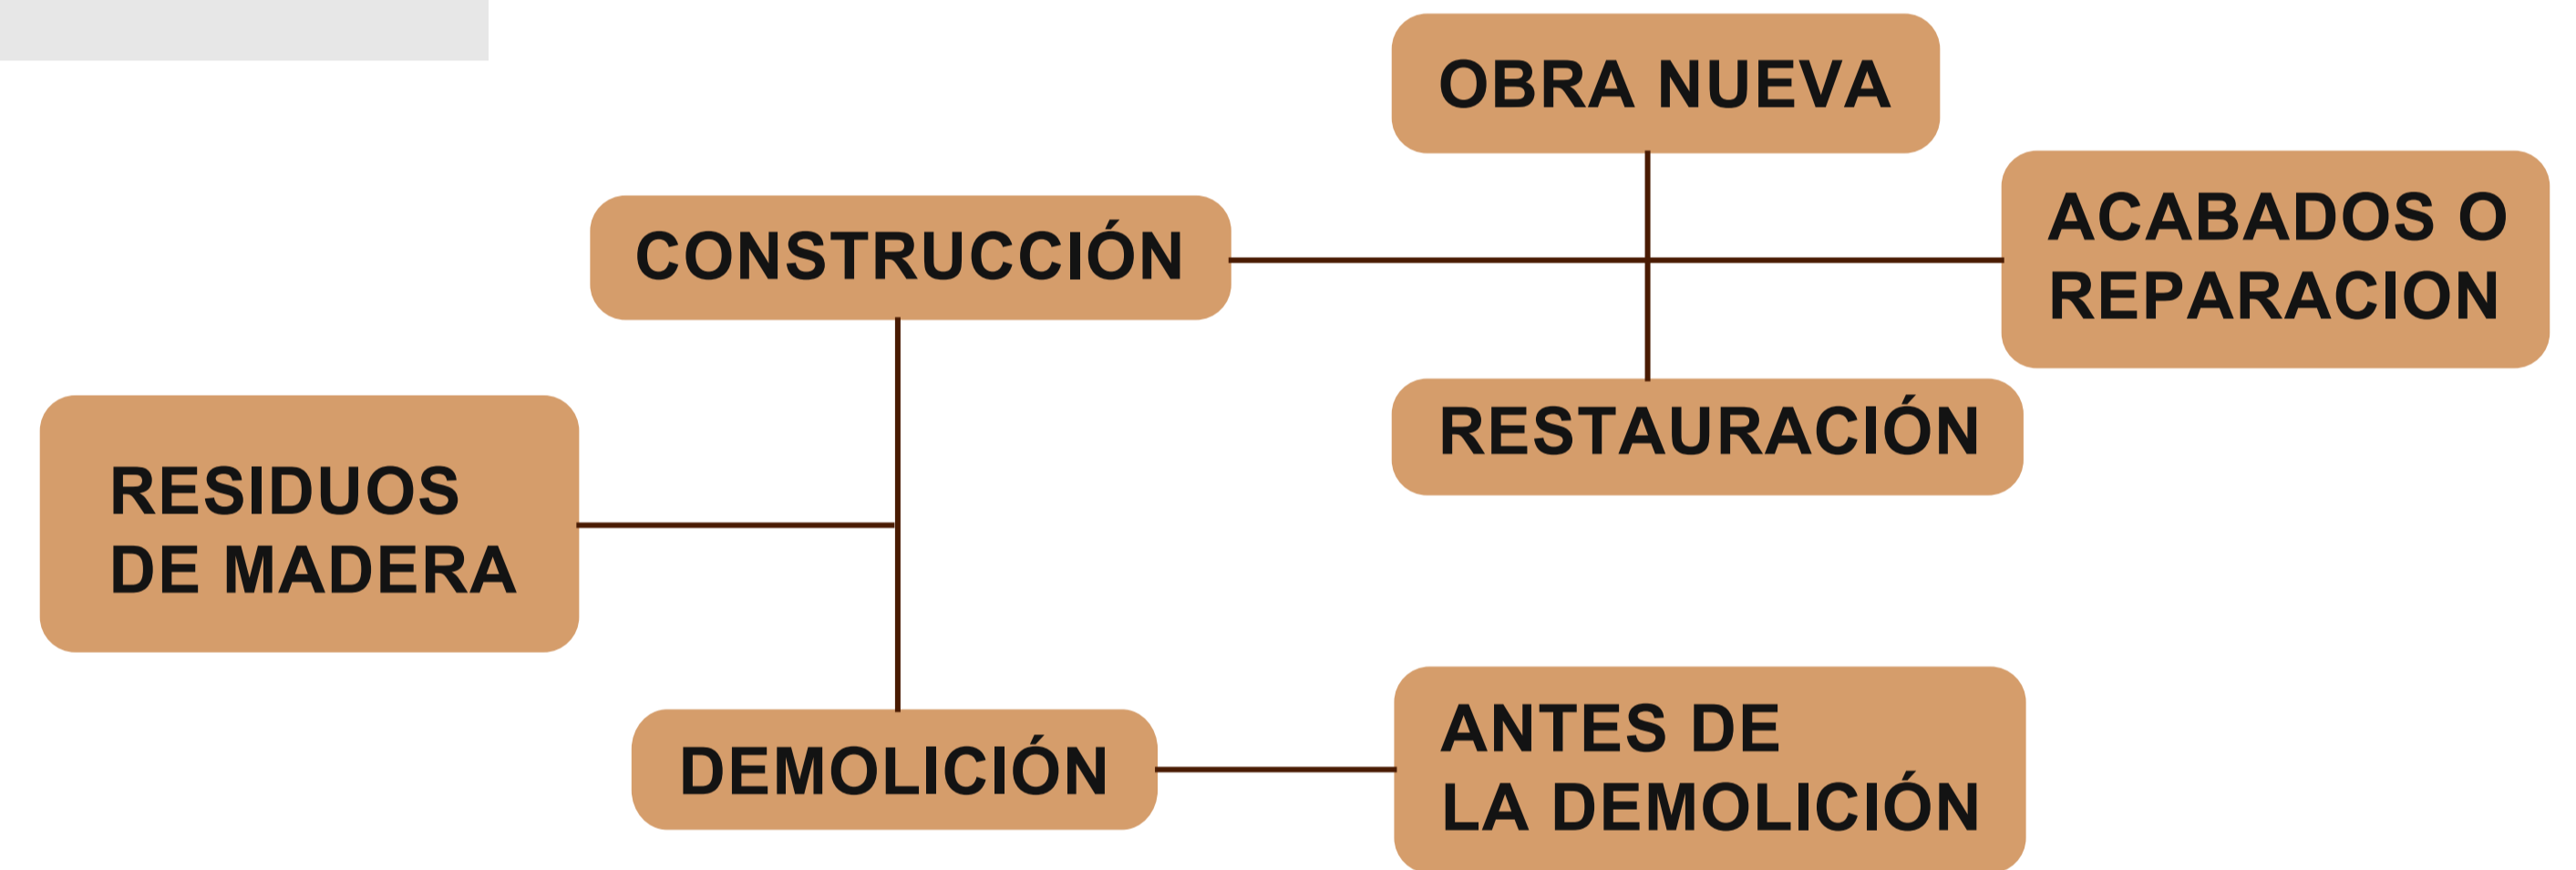 OBRA NUEVA
CONSTRUCCIÓN
ACABADOS O
REPARACION
RESTAURACIÓN
RESIDUOS
DE MADERA
DEMOLICIÓN
ANTES DE
LA DEMOLICIÓN